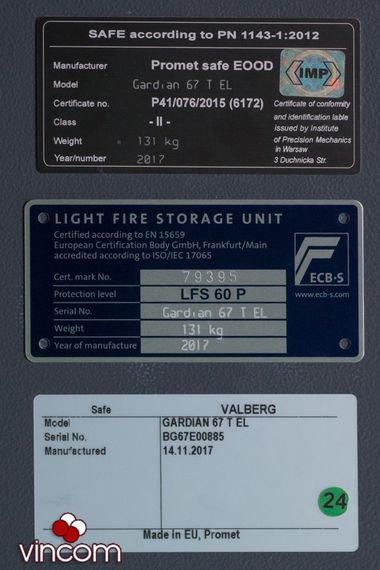 SAFE according to PN 1143-1:2012
Manufacturer Promet safe EOOD
Model Gardian 67 T EL
Certificate no. P41/076/2015 (6172)
Class - II -
Weight 131 kg
Year/number 2017
IMP
Certificate of conformity
and identification lable
issued by Institute
of Precision Mechanics
in Warsaw
3 Duchnicka Str.
LIGHT FIRE STORAGE UNIT
Certified according to EN 15659
European Certification Body GmbH, Frankfurt/Main
accredited according to ISO/IEC 17065
Cert. mark No. 79395
Protection level LFS 60 P
Serial No. Gardian 67 T EL
Weight 131 kg
Year of manufacture 2017
ECB·S
www.ecb-s.com
Safe VALBERG
Model GARDIAN 67 T EL
Serial No. BG67E00885
Manufactured 14.11.2017
24
Made in EU, Promet
vincom